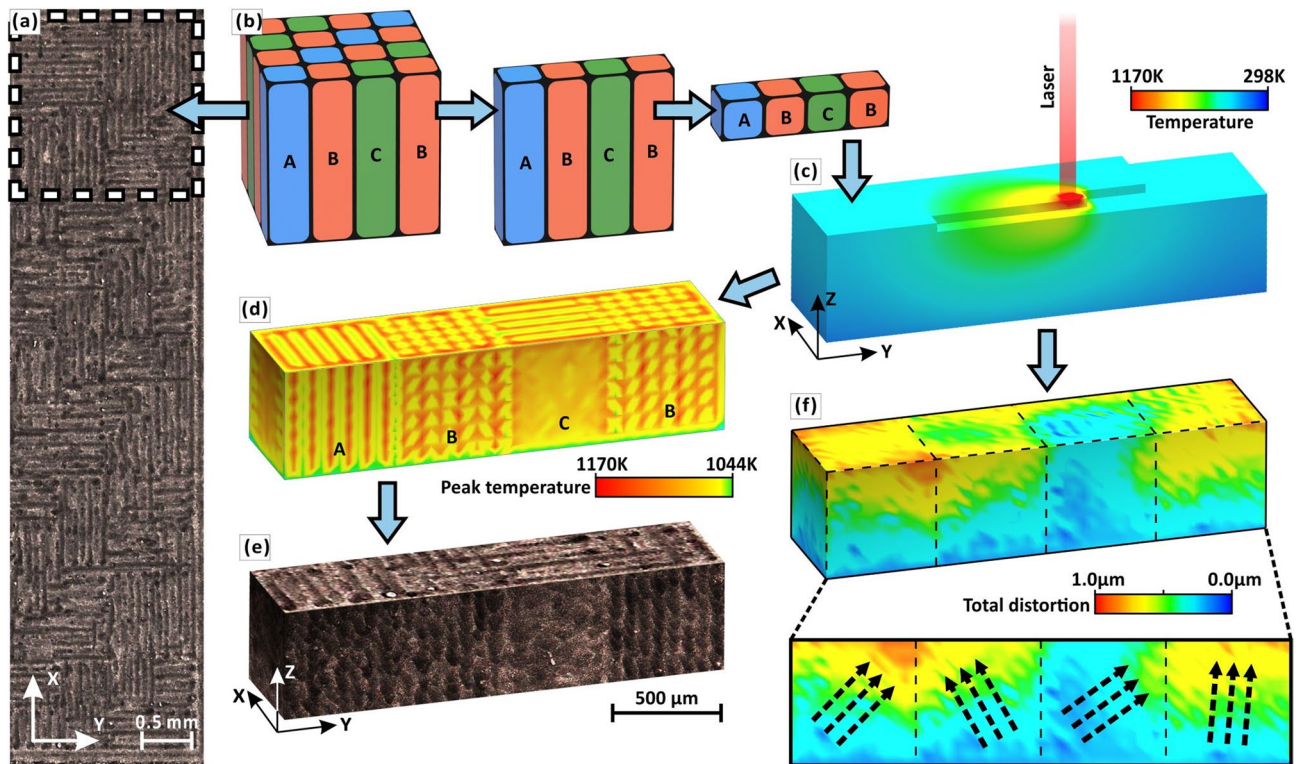 (a)
X
Y
0.5 mm
(b)
A
B
C
B
A
B
C
B
A
B
C
B
Laser
1170K
298K
Temperature
(c)
Z
X
Y
(d)
A
B
C
B
1170K
1044K
Peak temperature
(e)
Z
X
Y
500 µm
(f)
1.0µm
0.0µm
Total distortion